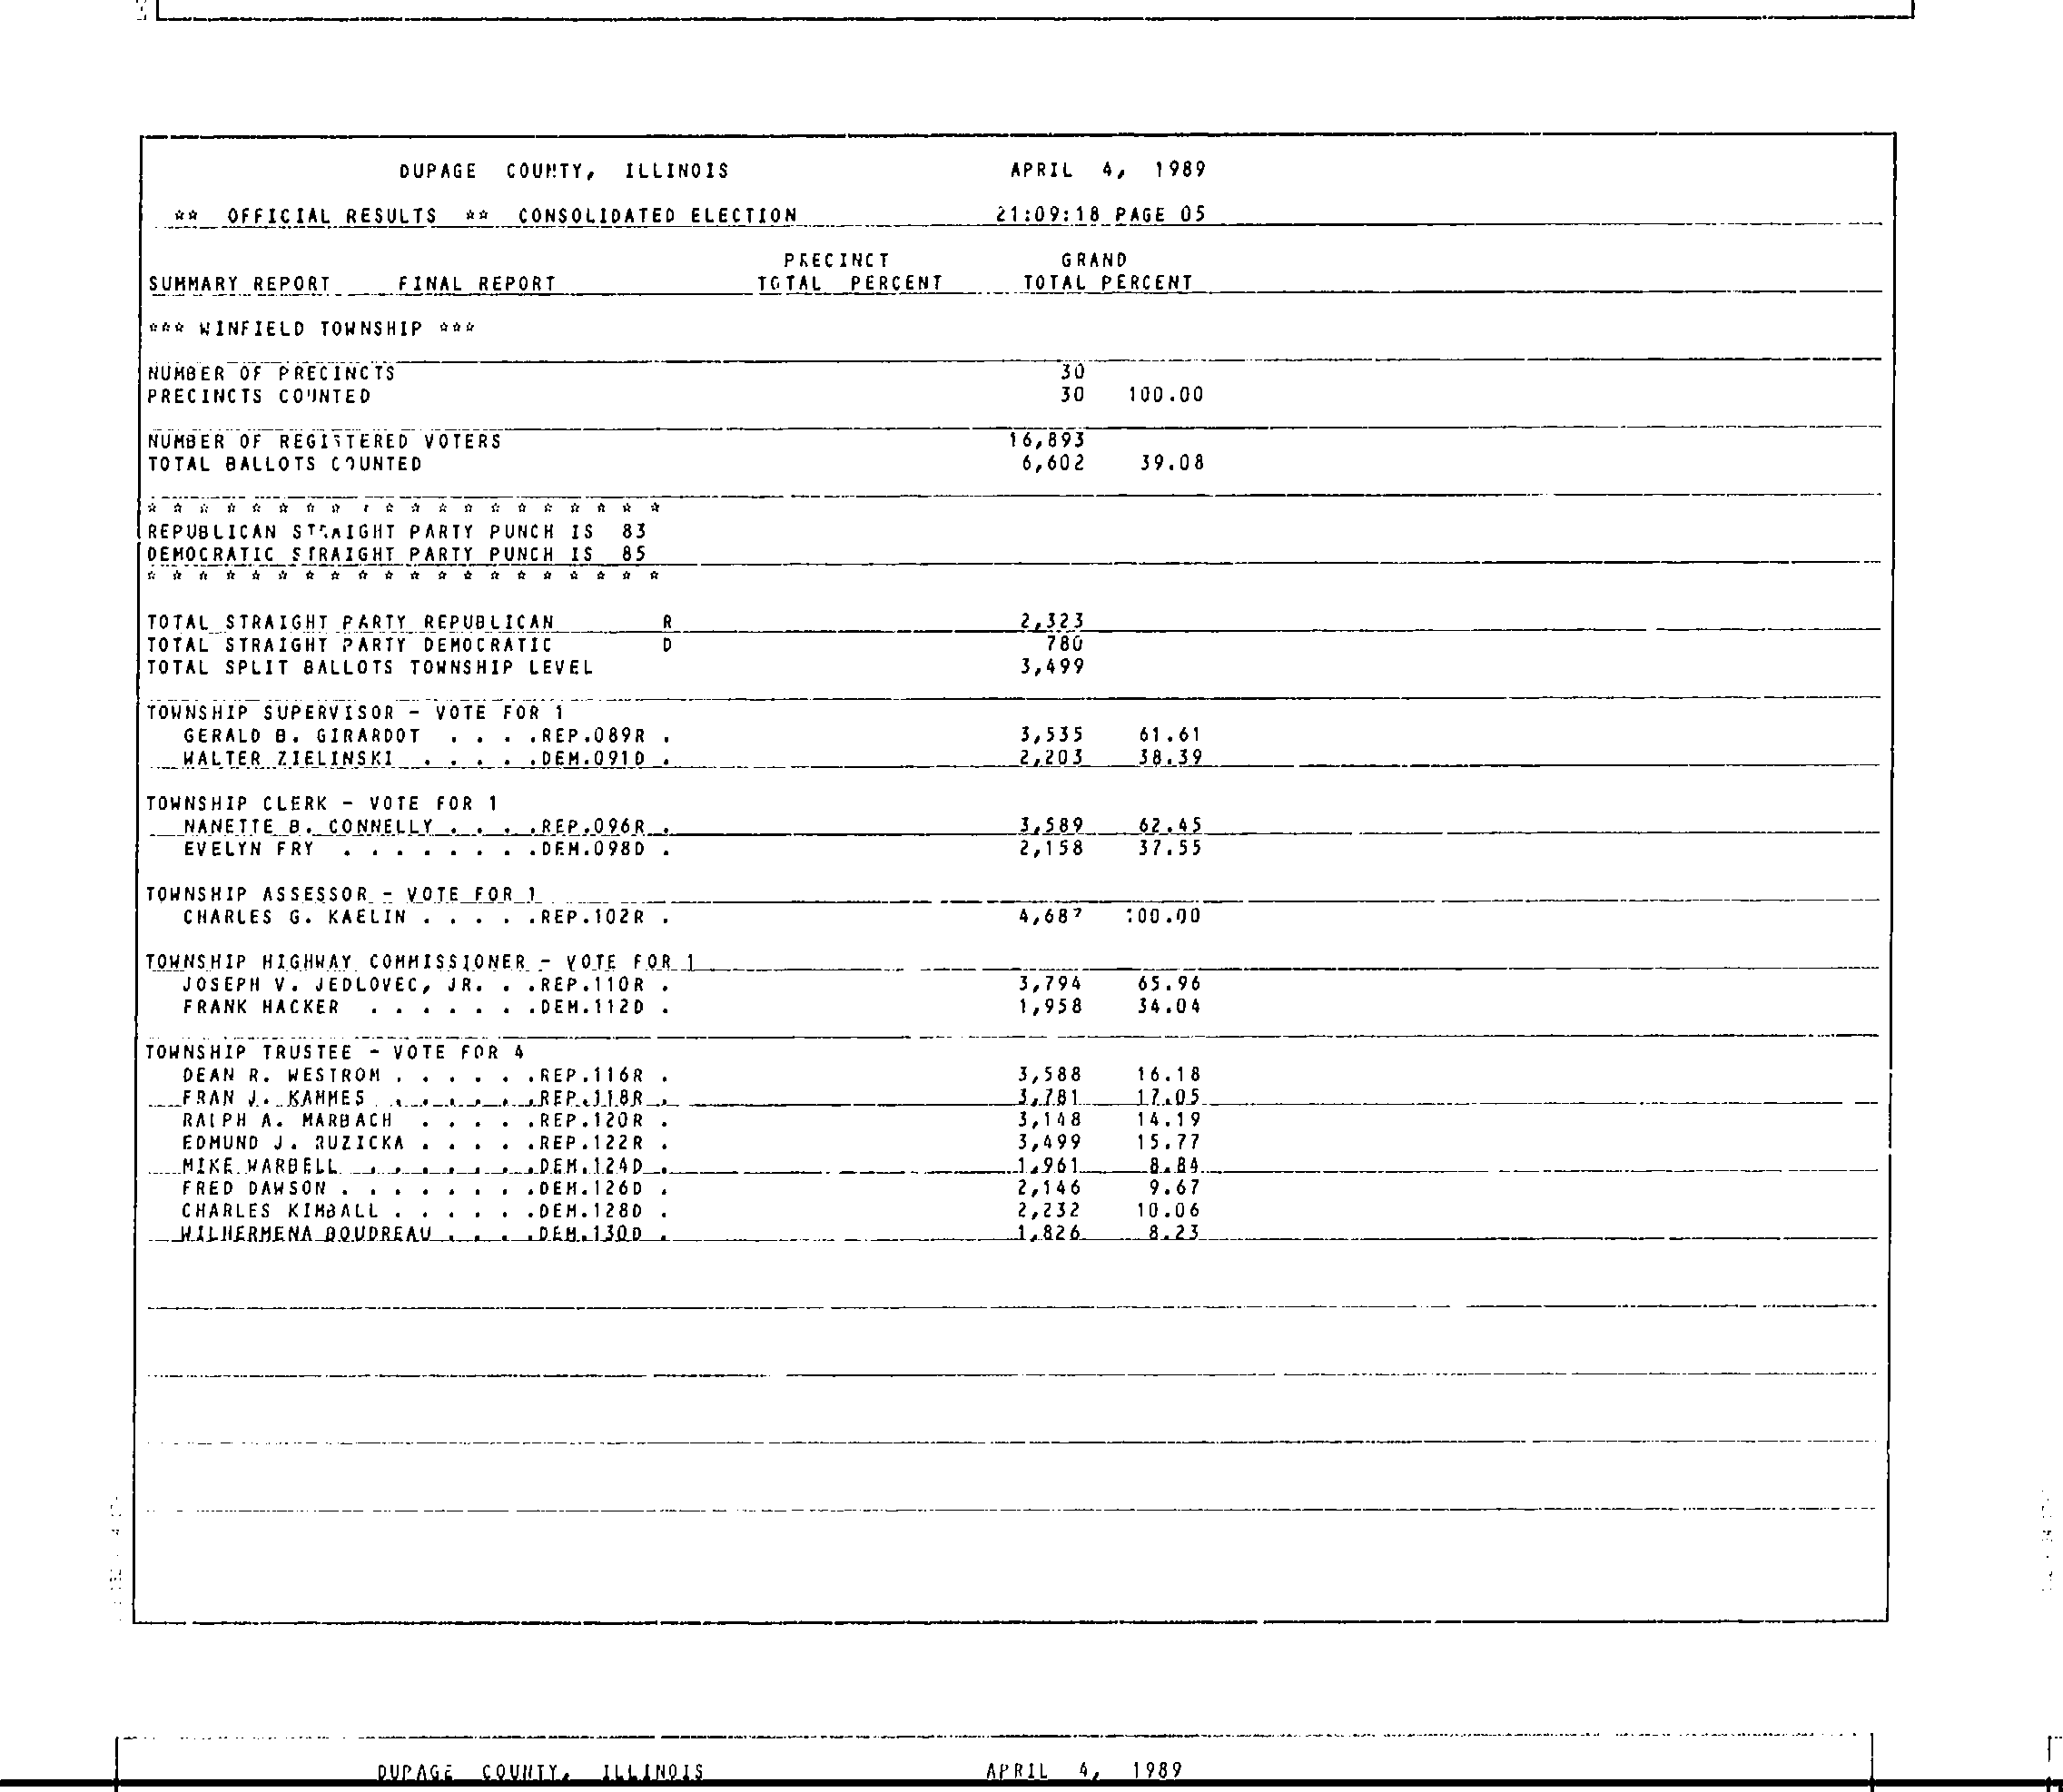 DUPAGE COUNTY, ILLINOIS APRIL 4, 1989
** OFFICIAL RESULTS ** CONSOLIDATED ELECTION 21:09:18 PAGE 05
PRECINCT GRAND
SUMMARY REPORT FINAL REPORT TOTAL PERCENT TOTAL PERCENT
*** WINFIELD TOWNSHIP ***
NUMBER OF PRECINCTS 30
PRECINCTS COUNTED 30 100.00
NUMBER OF REGISTERED VOTERS 16,893
TOTAL BALLOTS COUNTED 6,602 39.08
* * * * * * * * * * * * * * * * * * * *
REPUBLICAN STRAIGHT PARTY PUNCH IS 83
DEMOCRATIC STRAIGHT PARTY PUNCH IS 85
* * * * * * * * * * * * * * * * * * * *
TOTAL STRAIGHT PARTY REPUBLICAN R 2,323
TOTAL STRAIGHT PARTY DEMOCRATIC D 780
TOTAL SPLIT BALLOTS TOWNSHIP LEVEL 3,499
TOWNSHIP SUPERVISOR - VOTE FOR 1
GERALD B. GIRARDOT . . . .REP.089R . 3,535 61.61
WALTER ZIELINSKI . . . . .DEM.091D . 2,203 38.39
TOWNSHIP CLERK - VOTE FOR 1
NANETTE B. CONNELLY . . . .REP.096R . 3,589 62.45
EVELYN FRY . . . . . . . .DEM.098D . 2,158 37.55
TOWNSHIP ASSESSOR - VOTE FOR 1
CHARLES G. KAELIN . . . . .REP.102R . 4,687 100.00
TOWNSHIP HIGHWAY COMMISSIONER - VOTE FOR 1
JOSEPH V. JEDLOVEC, JR. . .REP.110R . 3,794 65.96
FRANK HACKER . . . . . . .DEM.112D . 1,958 34.04
TOWNSHIP TRUSTEE - VOTE FOR 4
DEAN R. WESTROM . . . . . .REP.116R . 3,588 16.18
FRAN J. KAMMES . . . . . .REP.118R . 3,781 17.05
RALPH A. MARBACH . . . . .REP.120R . 3,148 14.19
EDMUND J. RUZICKA . . . . .REP.122R . 3,499 15.77
MIKE WARBELL . . . . . . .DEM.124D . 1,961 8.84
FRED DAWSON . . . . . . . .DEM.126D . 2,146 9.67
CHARLES KIMBALL . . . . . .DEM.128D . 2,232 10.06
WILHERMENA BOUDREAU . . . .DEM.130D . 1,826 8.23
DUPAGE COUNTY, ILLINOIS APRIL 4, 1989